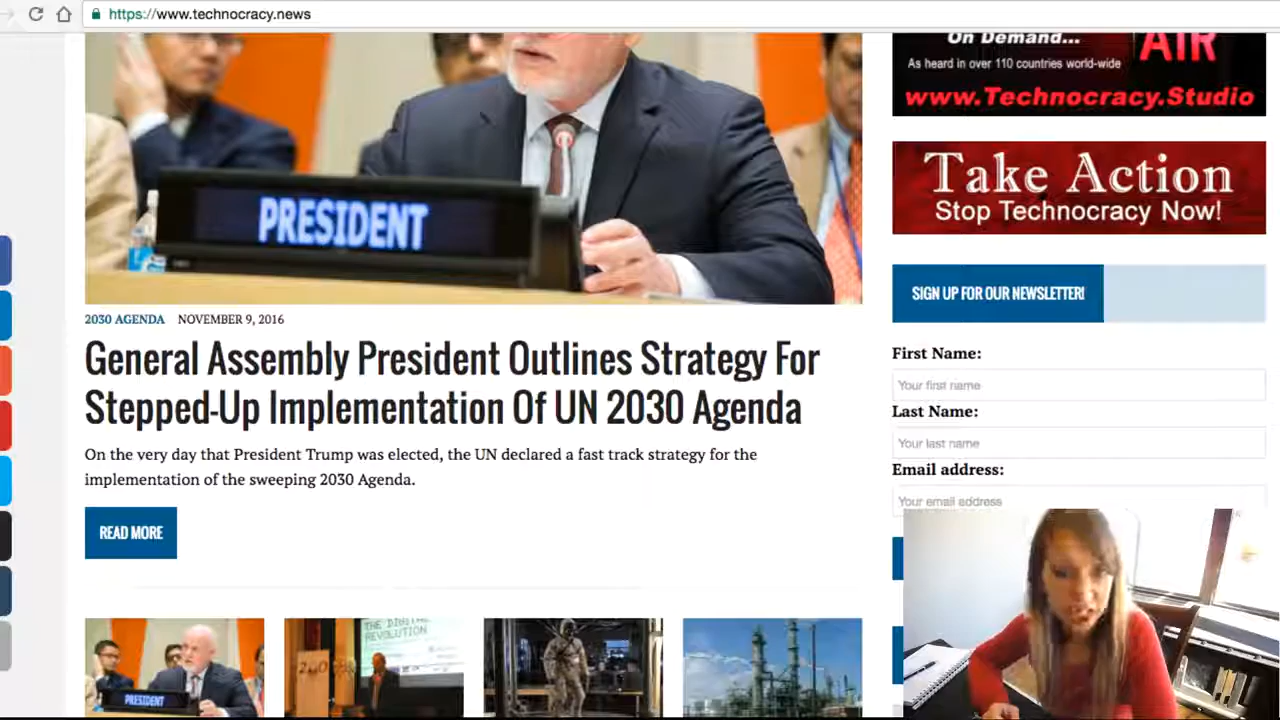 https://www.technocracy.news
On Demand...
AIR
As heard in over 110 countries world-wide
www.Technocracy.Studio
Take Action
Stop Technocracy Now!
PRESIDENT
SIGN UP FOR OUR NEWSLETTER!
2030 AGENDA NOVEMBER 9, 2016
General Assembly President Outlines Strategy For
Stepped-Up Implementation Of UN 2030 Agenda
On the very day that President Trump was elected, the UN declared a fast track strategy for the
implementation of the sweeping 2030 Agenda.
READ MORE
First Name:
Your first name
Last Name:
Your last name
Email address:
Your email address
THE DIGITAL
REVOLUTION
PRESIDENT